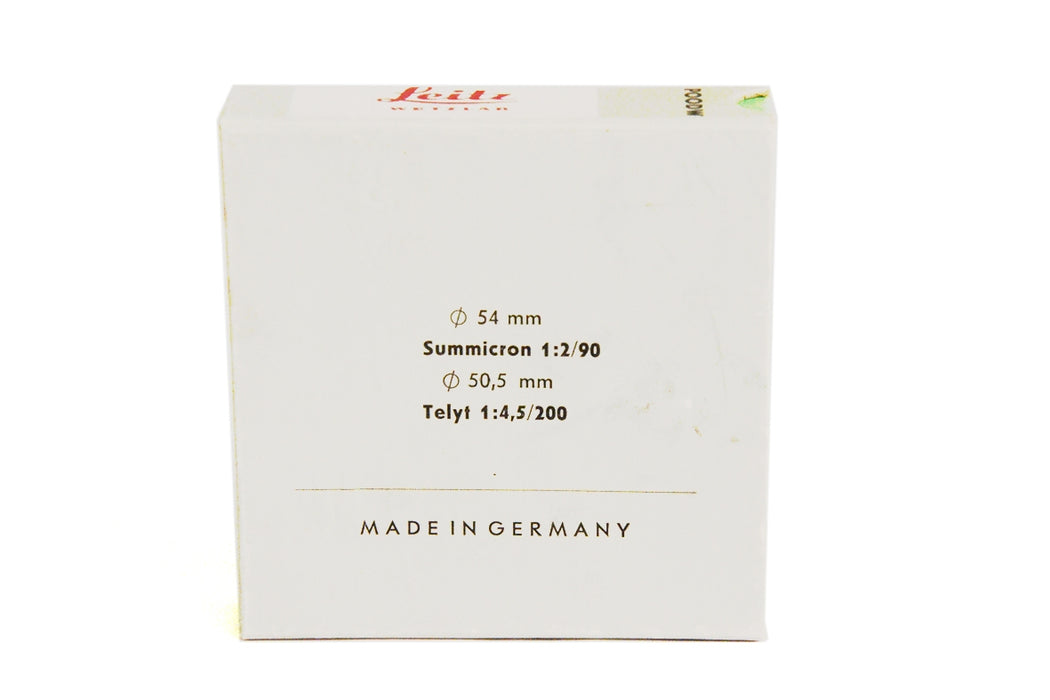 Leitz
WETZLAR
POODW
⌀ 54 mm
Summicron 1:2/90
⌀ 50,5 mm
Telyt 1:4,5/200
MADE IN GERMANY